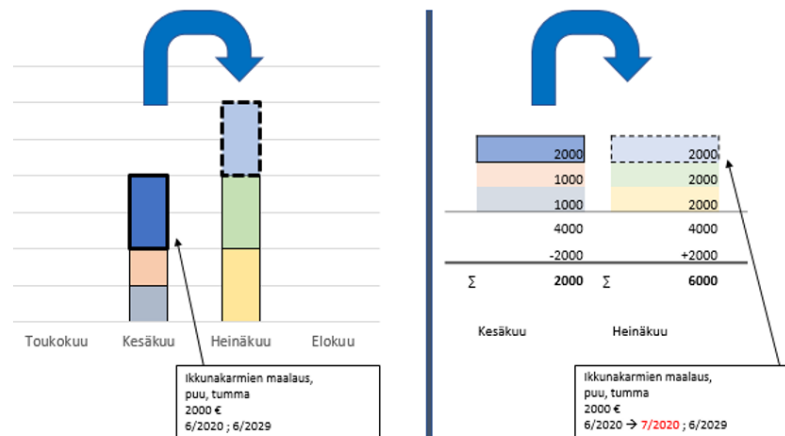 Toukokuu Kesäkuu Heinäkuu Elokuu
Ikkunakarmien maalaus,
puu, tumma
2000 €
6/2020 ; 6/2029
2000 2000
1000 2000
1000 2000
4000 4000
-2000 +2000
Σ 2000 Σ 6000
Kesäkuu Heinäkuu
Ikkunakarmien maalaus,
puu, tumma
2000 €
6/2020 → 7/2020 ; 6/2029